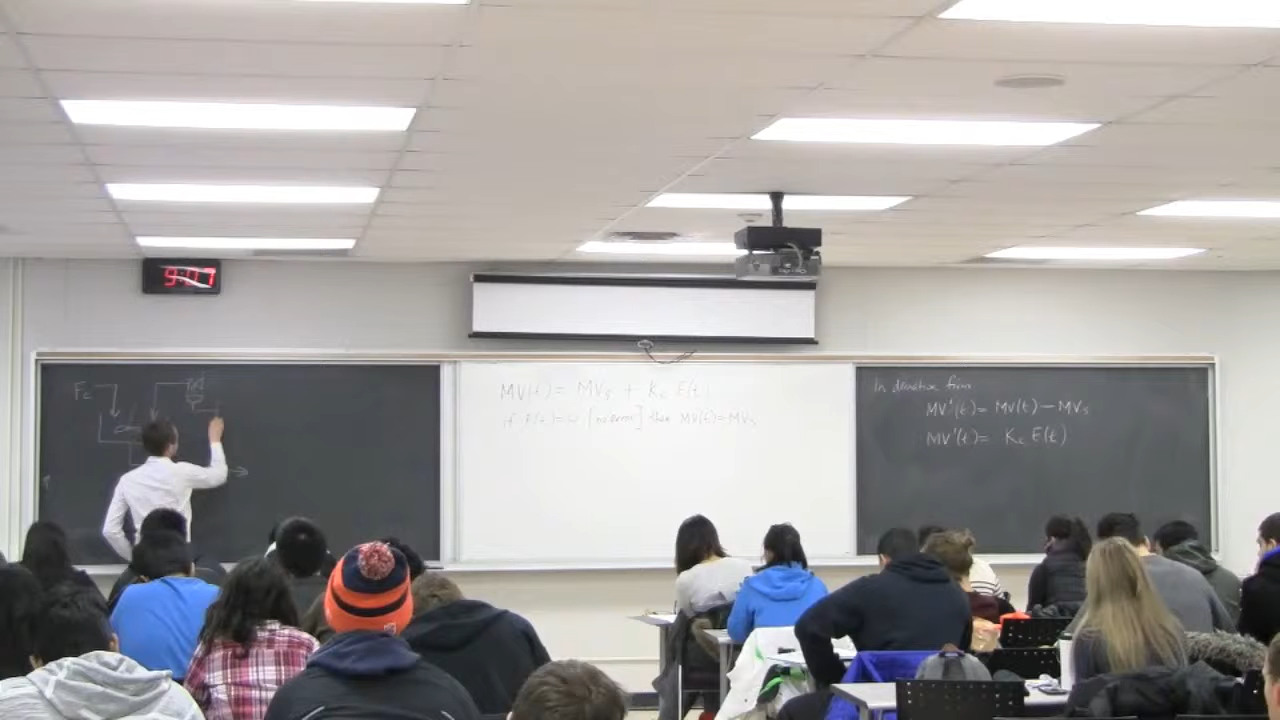 9:07
Fc
MV(t) = MVs + Kc E(t)
if E(t) = 0 [no error] then MV(t) = MVs
In deviation form
MV'(t) = MV(t) - MVs
MV'(t) = Kc E(t)